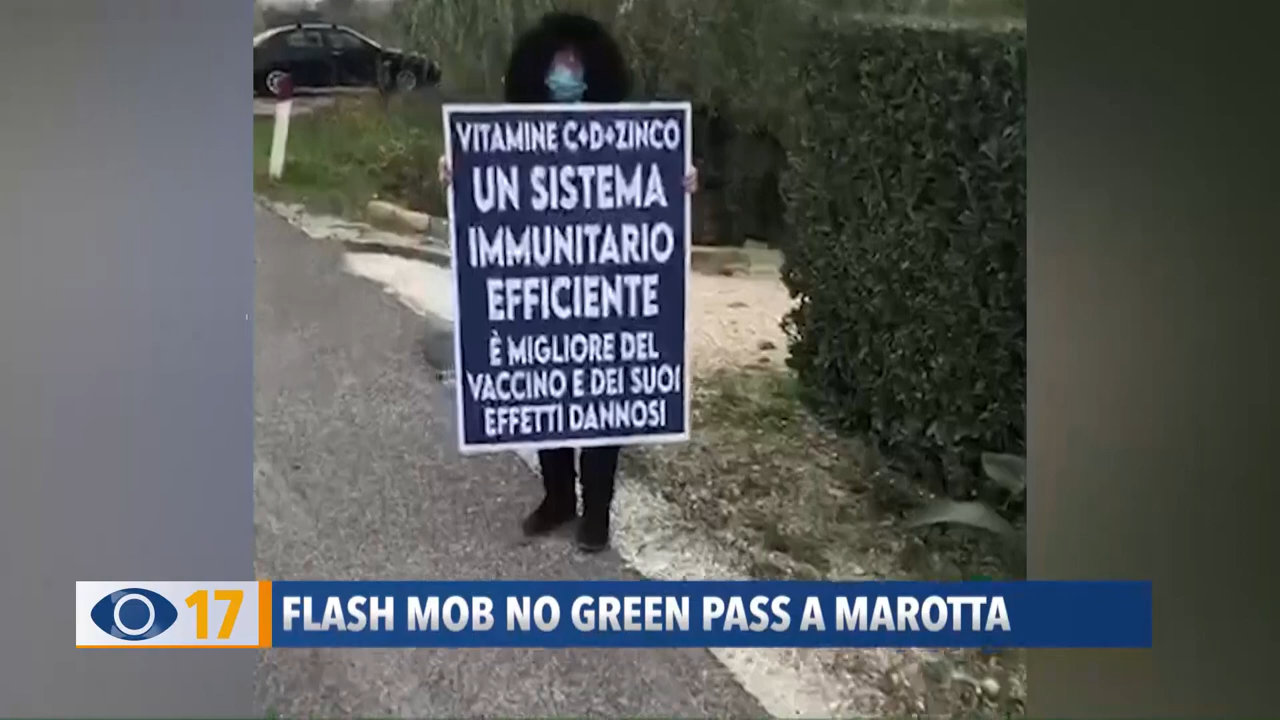 VITAMINE C+D+ZINCO
UN SISTEMA
IMMUNITARIO
EFFICIENTE
È MIGLIORE DEL
VACCINO E DEI SUOI
EFFETTI DANNOSI
17 FLASH MOB NO GREEN PASS A MAROTTA